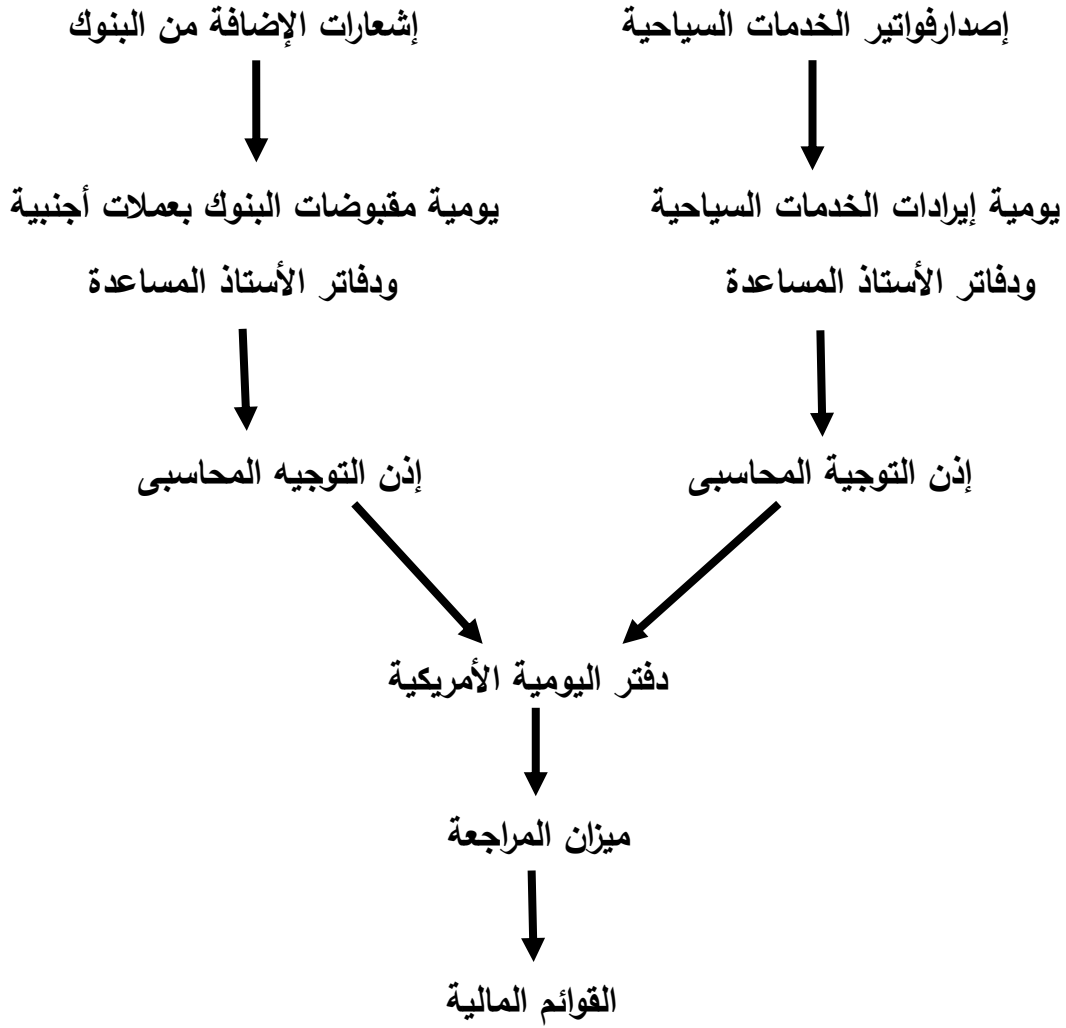 إصدارفواتير الخدمات السياحية
إشعارات الإضافة من البنوك
يومية إيرادات الخدمات السياحية
ودفاتر الأستاذ المساعدة
يومية مقبوضات البنوك بعملات أجنبية
ودفاتر الأستاذ المساعدة
إذن التوجية المحاسبى
إذن التوجيه المحاسبى
دفتر اليومية الأمريكية
ميزان المراجعة
القوائم المالية